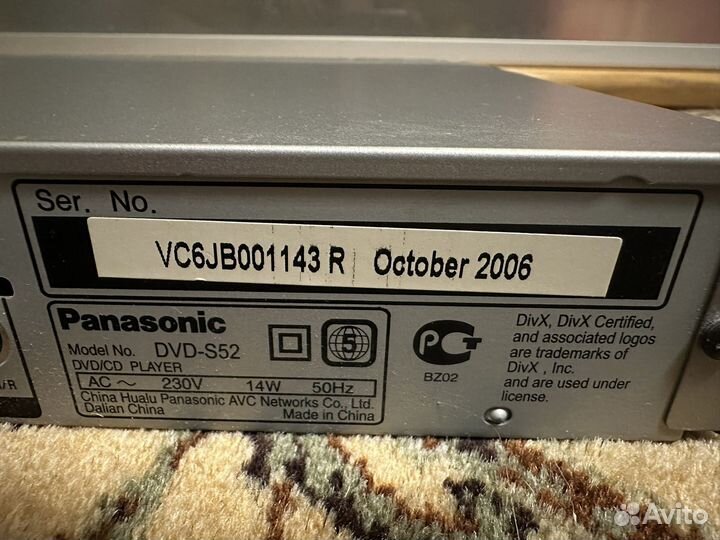 Ser. No.
VC6JB001143 R October 2006
Panasonic
Model No. DVD-S52
DVD/CD PLAYER
AC ~ 230V 14W 50Hz
China Hualu Panasonic AVC Networks Co., Ltd.
Dalian China Made in China
5
РСТ
BZ02
DivX, DivX Certified,
and associated logos
are trademarks of
DivX , Inc.
and are used under
license.
/R
Avito